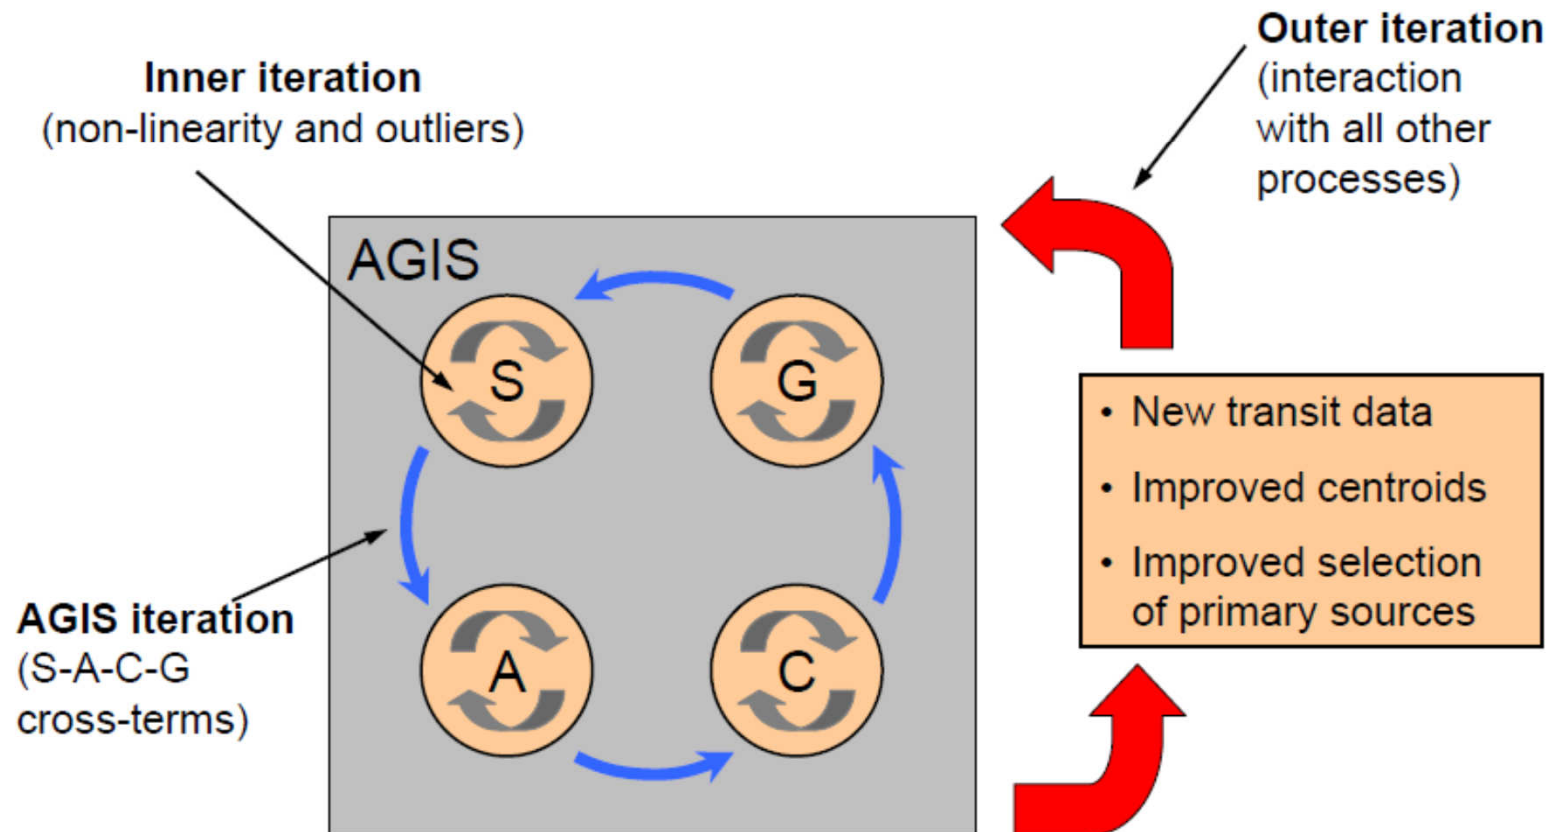 Inner iteration
(non-linearity and outliers)
Outer iteration
(interaction
with all other
processes)
AGIS
S
G
A
C
AGIS iteration
(S-A-C-G
cross-terms)
• New transit data
• Improved centroids
• Improved selection
of primary sources